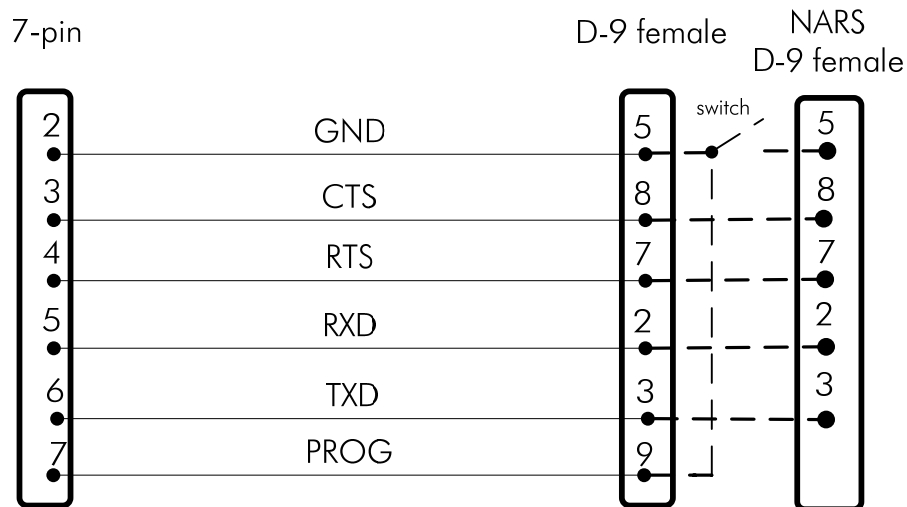 7-pin
D-9 female
NARS
D-9 female
switch
2 GND 5 5
3 CTS 8 8
4 RTS 7 7
5 RXD 2 2
6 TXD 3 3
7 PROG 9